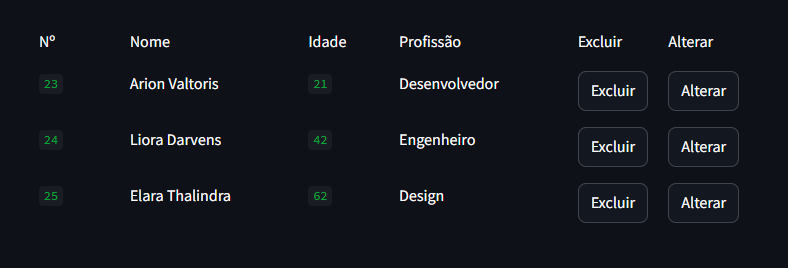 Nº Nome Idade Profissão Excluir Alterar
23 Arion Valtoris 21 Desenvolvedor Excluir Alterar
24 Liora Darvens 42 Engenheiro Excluir Alterar
25 Elara Thalindra 62 Design Excluir Alterar